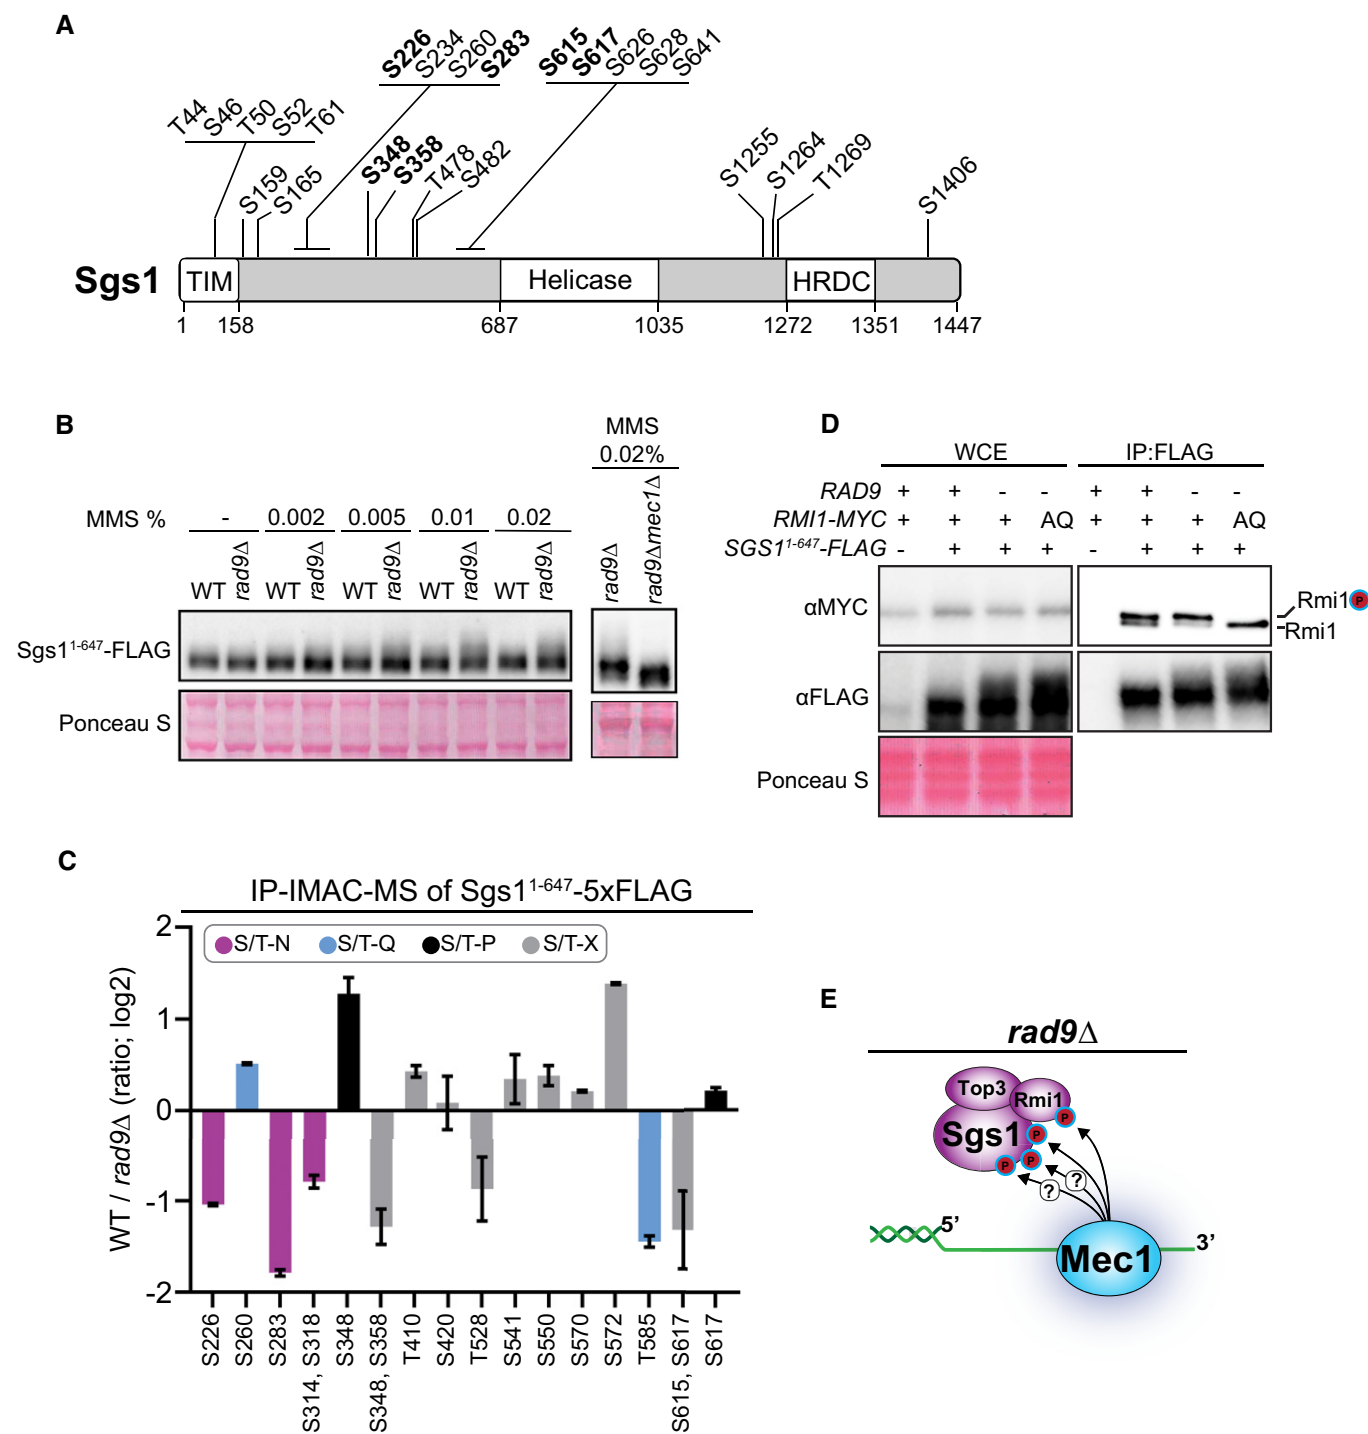 A
S226 S234 S260 S283
S615 S617 S626 S628 S641
T44 S46 T50 S52 T61
S159 S165
S348 S358 T478 S482
S1255 S1264 T1269
S1406
Sgs1 TIM Helicase HRDC
1 158 687 1035 1272 1351 1447
B
MMS
0.02%
MMS % - 0.002 0.005 0.01 0.02
WT rad9Δ WT rad9Δ WT rad9Δ WT rad9Δ WT rad9Δ rad9Δ rad9Δmec1Δ
Sgs1¹⁻⁶⁴⁷-FLAG
Ponceau S
D
WCE IP:FLAG
RAD9 + + - - + + - -
RMI1-MYC + + + AQ + + + AQ
SGS1¹⁻⁶⁴⁷-FLAG - + + + - + + +
αMYC
Rmi1 P
Rmi1
αFLAG
Ponceau S
C
IP-IMAC-MS of Sgs1¹⁻⁶⁴⁷-5xFLAG
S/T-N S/T-Q S/T-P S/T-X
WT / rad9Δ (ratio; log2)
2
1
0
-1
-2
S226 S260 S283 S314, S318 S348 S348, S358 T410 S420 T528 S541 S550 S570 S572 T585 S615, S617 S617
E
rad9Δ
Top3 Rmi1
P
Sgs1 P
P P
? ?
5’
Mec1 3’